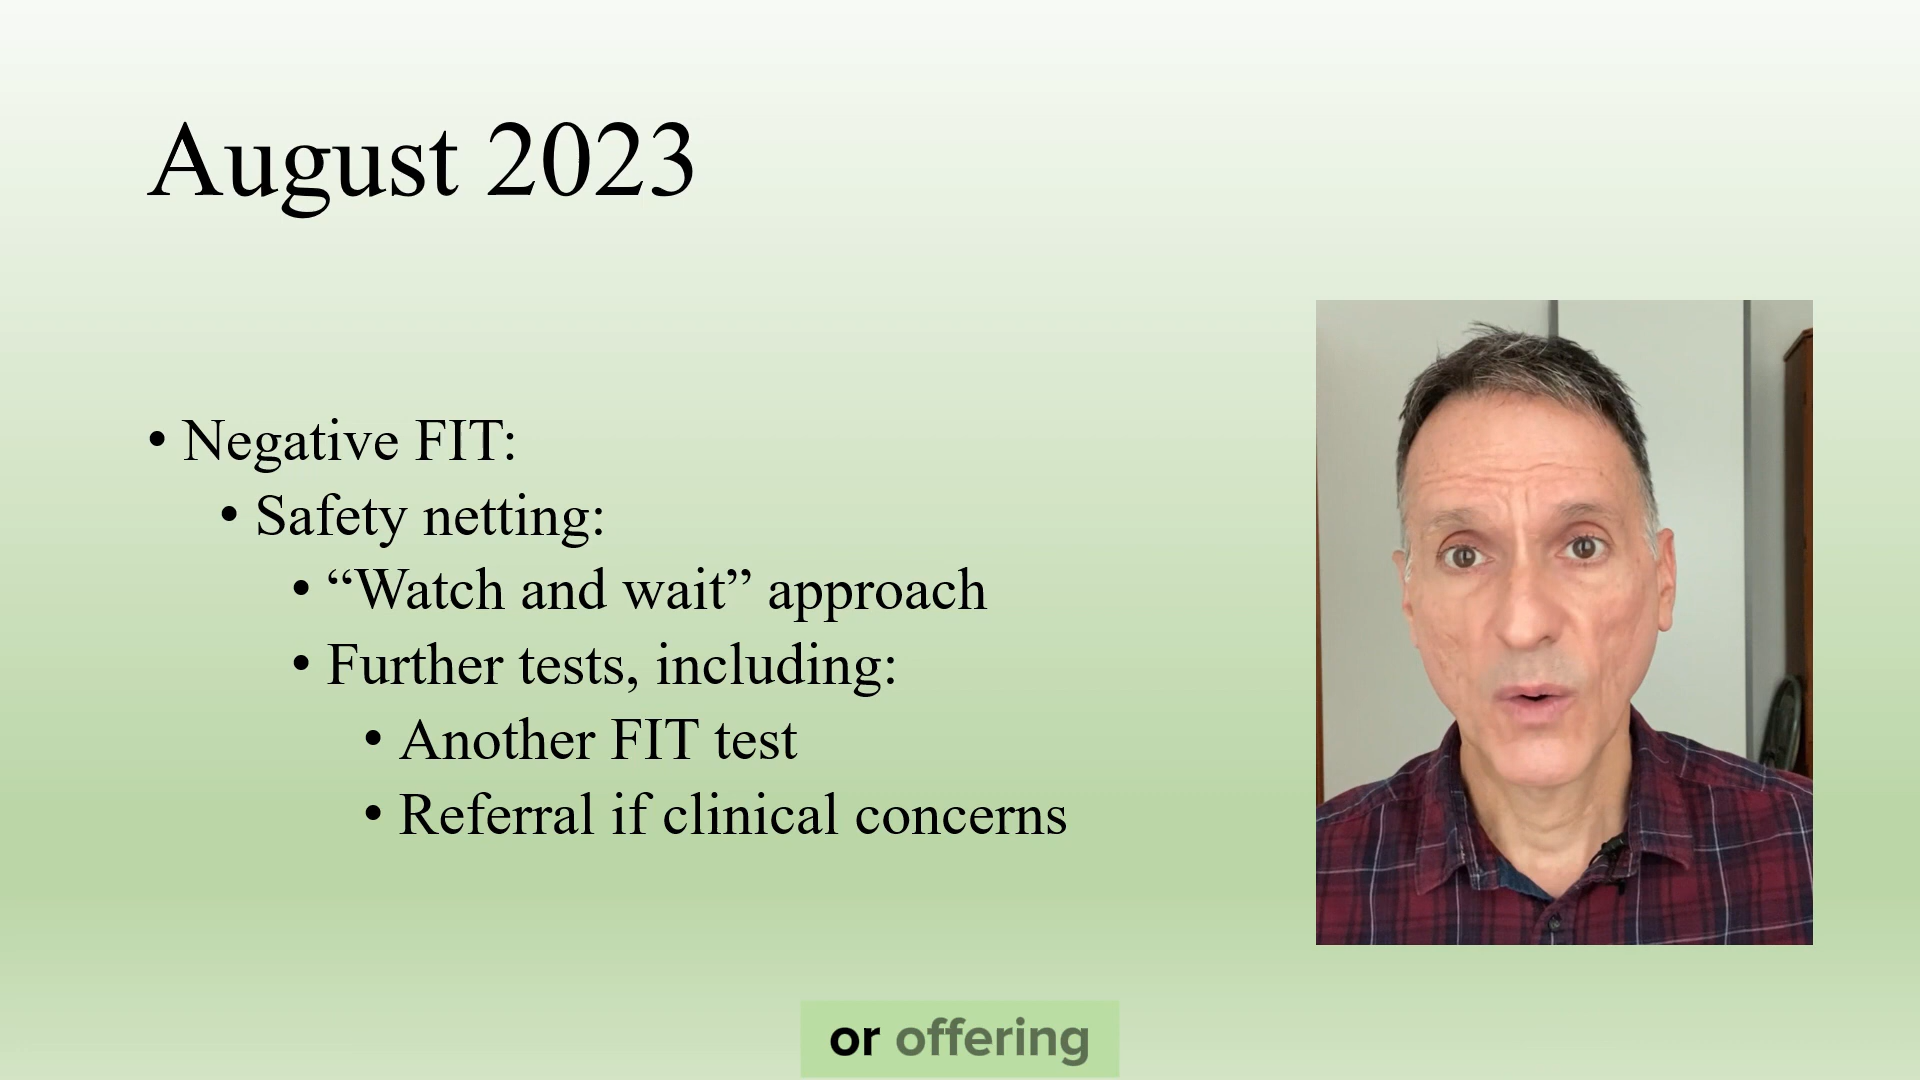 August 2023
• Negative FIT:
• Safety netting:
• “Watch and wait” approach
• Further tests, including:
• Another FIT test
• Referral if clinical concerns
or offering